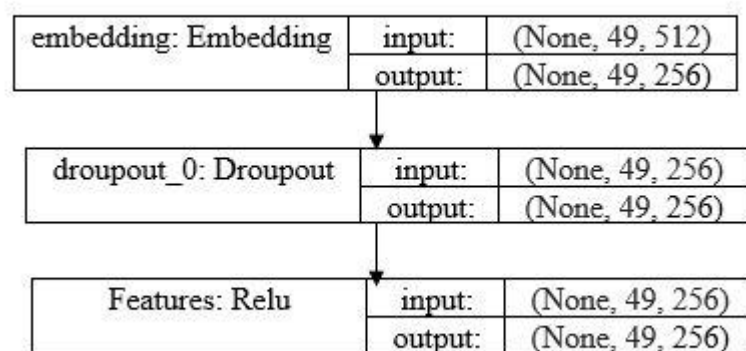 embedding: Embedding input: (None, 49, 512)
output: (None, 49, 256)
droupout_0: Droupout input: (None, 49, 256)
output: (None, 49, 256)
Features: Relu input: (None, 49, 256)
output: (None, 49, 256)